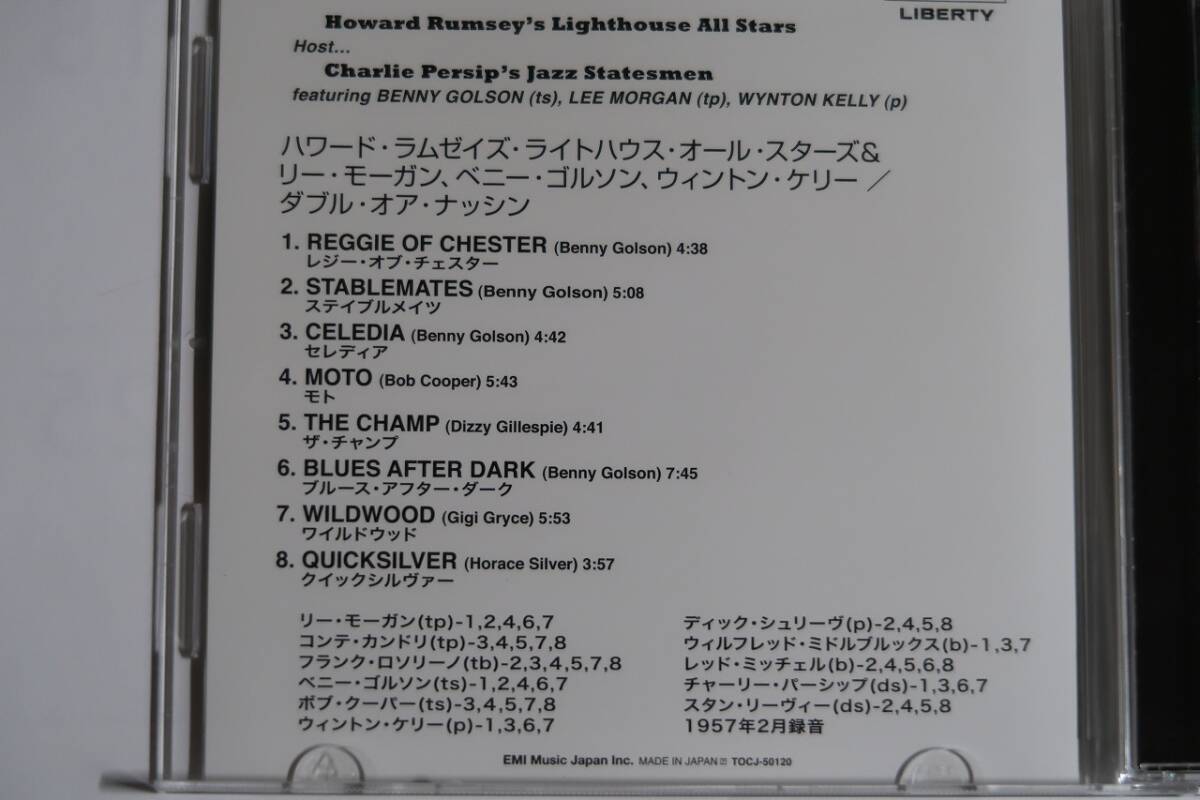 LIBERTY
Howard Rumsey's Lighthouse All Stars
Host...
Charlie Persip's Jazz Statesmen
featuring BENNY GOLSON (ts), LEE MORGAN (tp), WYNTON KELLY (p)
ハワード・ラムゼイズ・ライトハウス・オール・スターズ&
リー・モーガン、ベニー・ゴルソン、ウィントン・ケリー／
ダブル・オア・ナッシン
1. REGGIE OF CHESTER (Benny Golson) 4:38
レジー・オブ・チェスター
2. STABLEMATES (Benny Golson) 5:08
ステイブルメイツ
3. CELEDIA (Benny Golson) 4:42
セレディア
4. MOTO (Bob Cooper) 5:43
モト
5. THE CHAMP (Dizzy Gillespie) 4:41
ザ・チャンプ
6. BLUES AFTER DARK (Benny Golson) 7:45
ブルース・アフター・ダーク
7. WILDWOOD (Gigi Gryce) 5:53
ワイルドウッド
8. QUICKSILVER (Horace Silver) 3:57
クイックシルヴァー
リー・モーガン(tp)-1,2,4,6,7
コンテ・カンドリ(tp)-3,4,5,7,8
フランク・ロソリーノ(tb)-2,3,4,5,7,8
ベニー・ゴルソン(ts)-1,2,4,6,7
ボブ・クーパー(ts)-3,4,5,7,8
ウィントン・ケリー(p)-1,3,6,7
ディック・シュリーヴ(p)-2,4,5,8
ウィルフレッド・ミドルブルックス(b)-1,3,7
レッド・ミッチェル(b)-2,4,5,6,8
チャーリー・パーシップ(ds)-1,3,6,7
スタン・リーヴィー(ds)-2,4,5,8
1957年2月録音
EMI Music Japan Inc. MADE IN JAPAN TOCJ-50120